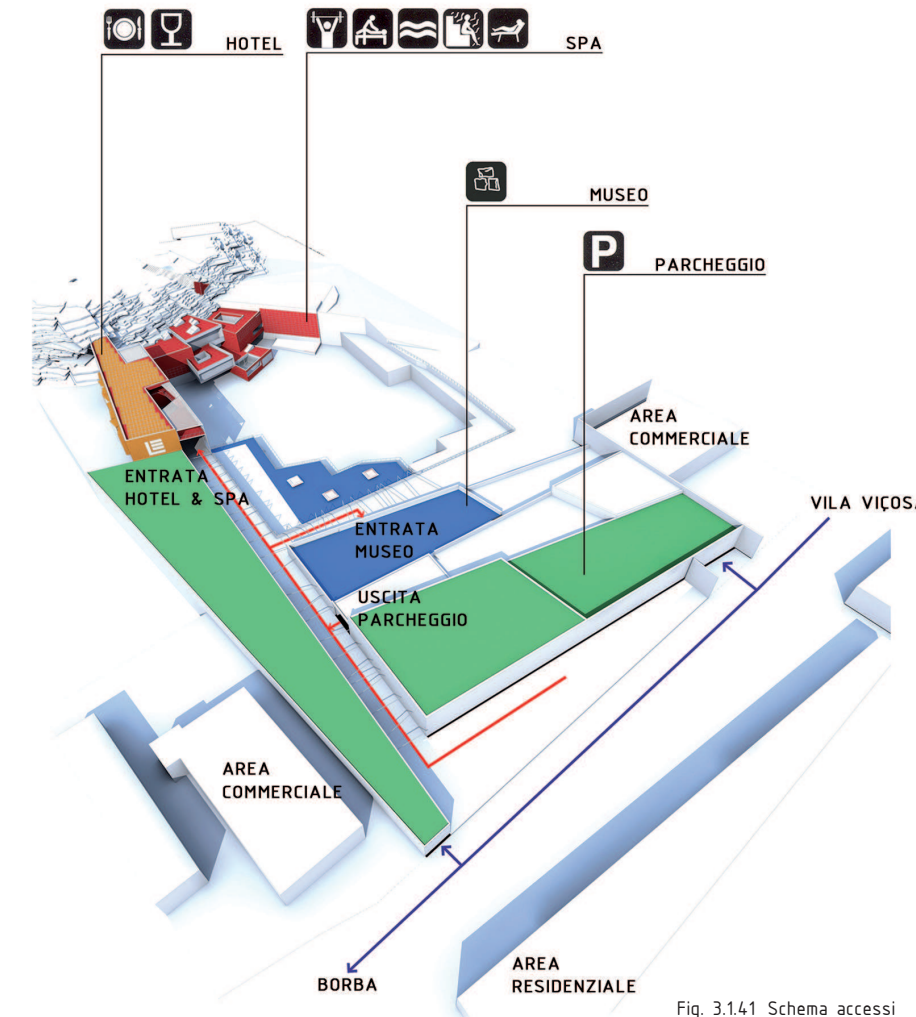 HOTEL
SPA
MUSEO
P
PARCHEGGIO
AREA
COMMERCIALE
ENTRATA
HOTEL & SPA
VILA VIÇOSA
ENTRATA
MUSEO
USCITA
PARCHEGGIO
AREA
COMMERCIALE
BORBA
AREA
RESIDENZIALE
Fig. 3.1.41 Schema accessi